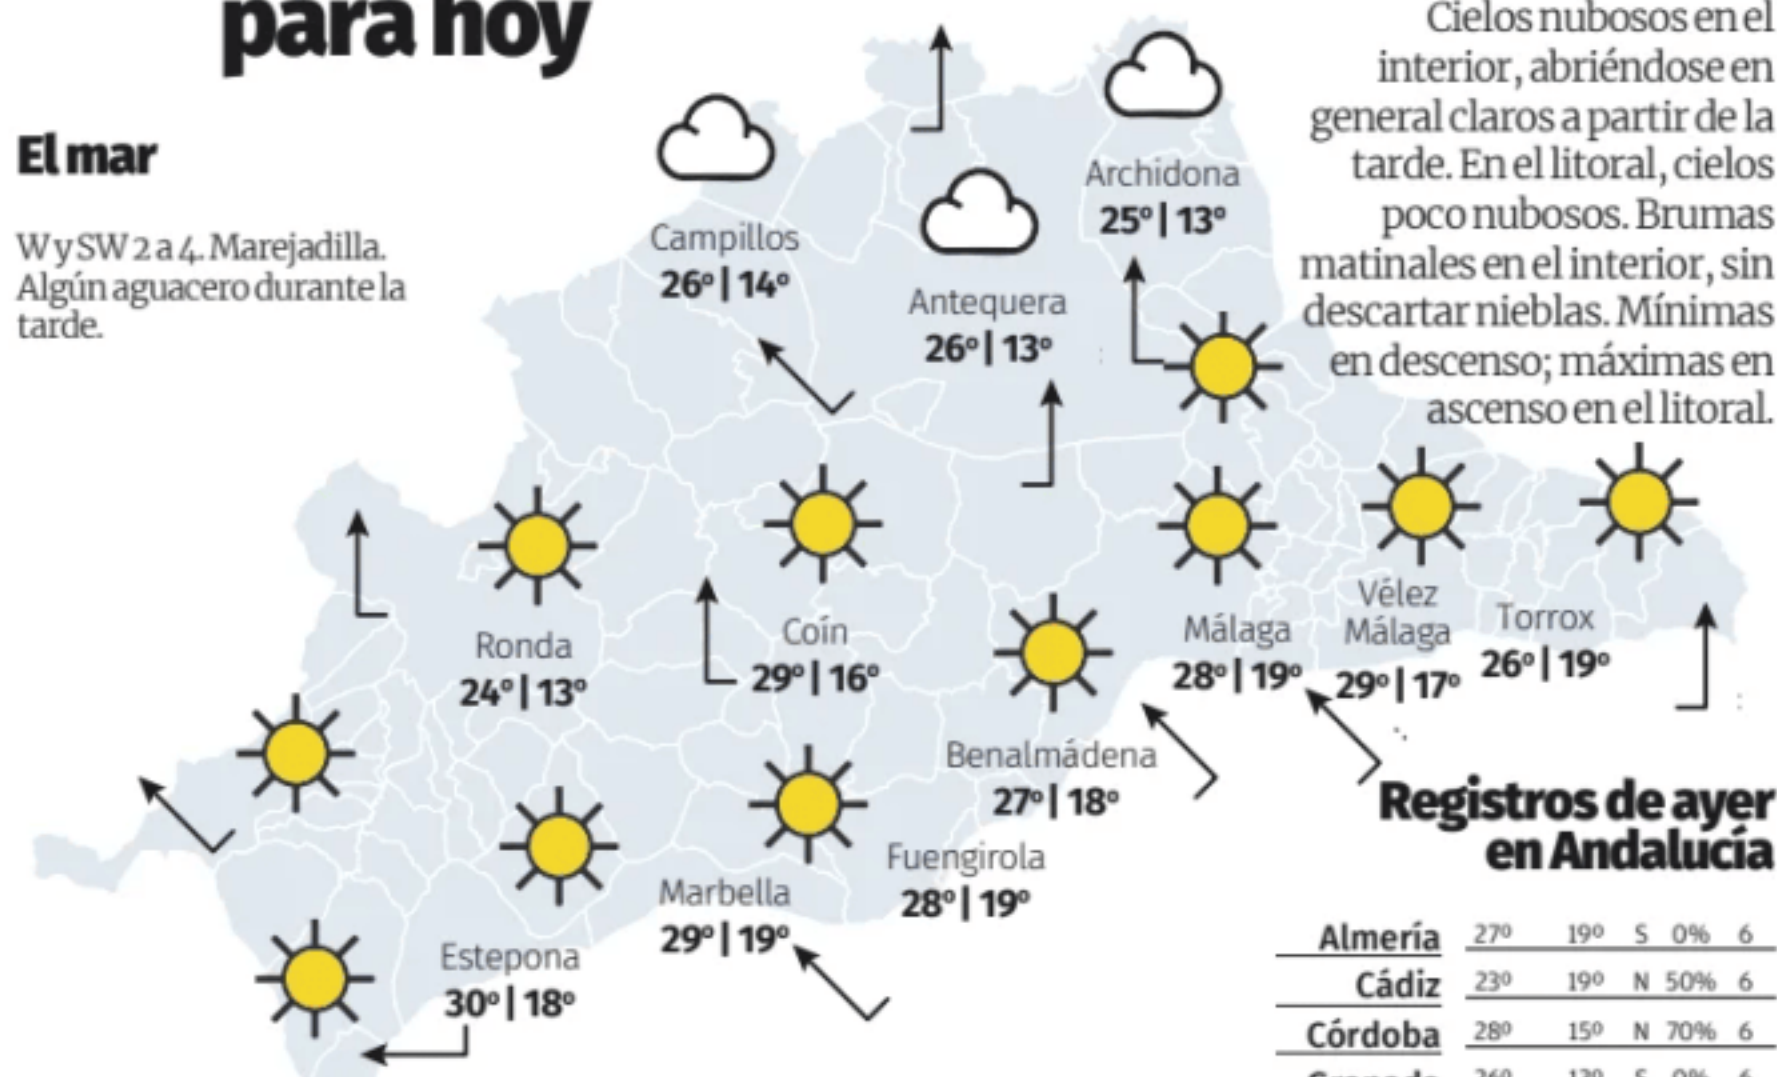 para hoy
El mar
W y SW 2 a 4. Marejadilla.
Algún aguacero durante la
tarde.
Cielos nubosos en el
interior, abriéndose en
general claros a partir de la
tarde. En el litoral, cielos
poco nubosos. Brumas
matinales en el interior, sin
descartar nieblas. Mínimas
en descenso; máximas en
ascenso en el litoral.
Archidona
25º | 13º
Campillos
26º | 14º
Antequera
26º | 13º
Ronda
24º | 13º
Coín
29º | 16º
Málaga
28º | 19º
Vélez
Málaga
29º | 17º
Torrox
26º | 19º
Benalmádena
27º | 18º
Fuengirola
28º | 19º
Marbella
29º | 19º
Estepona
30º | 18º
Registros de ayer
en Andalucía
Almería 27º 19º S 0% 6
Cádiz 23º 19º N 50% 6
Córdoba 28º 15º N 70% 6